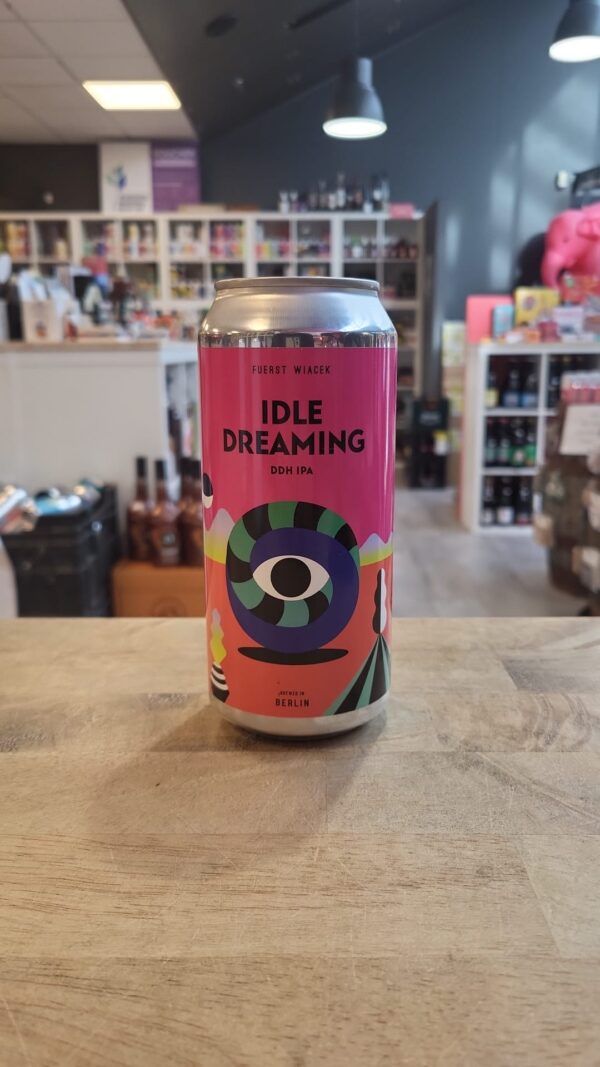 FUERST WIACEK
IDLE
DREAMING
DDH IPA
BREWED IN
BERLIN